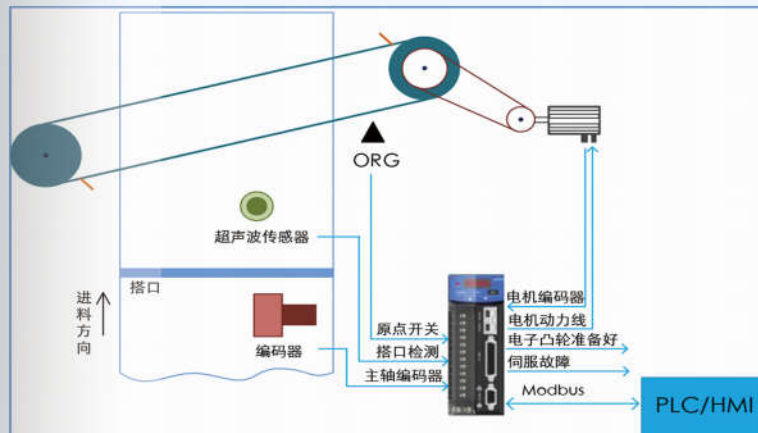 ORG
超声波传感器
搭口
进料方向
编码器
原点开关
搭口检测
主轴编码器
电机编码器
电机动力线
电子凸轮准备好
伺服故障
Modbus
PLC/HMI